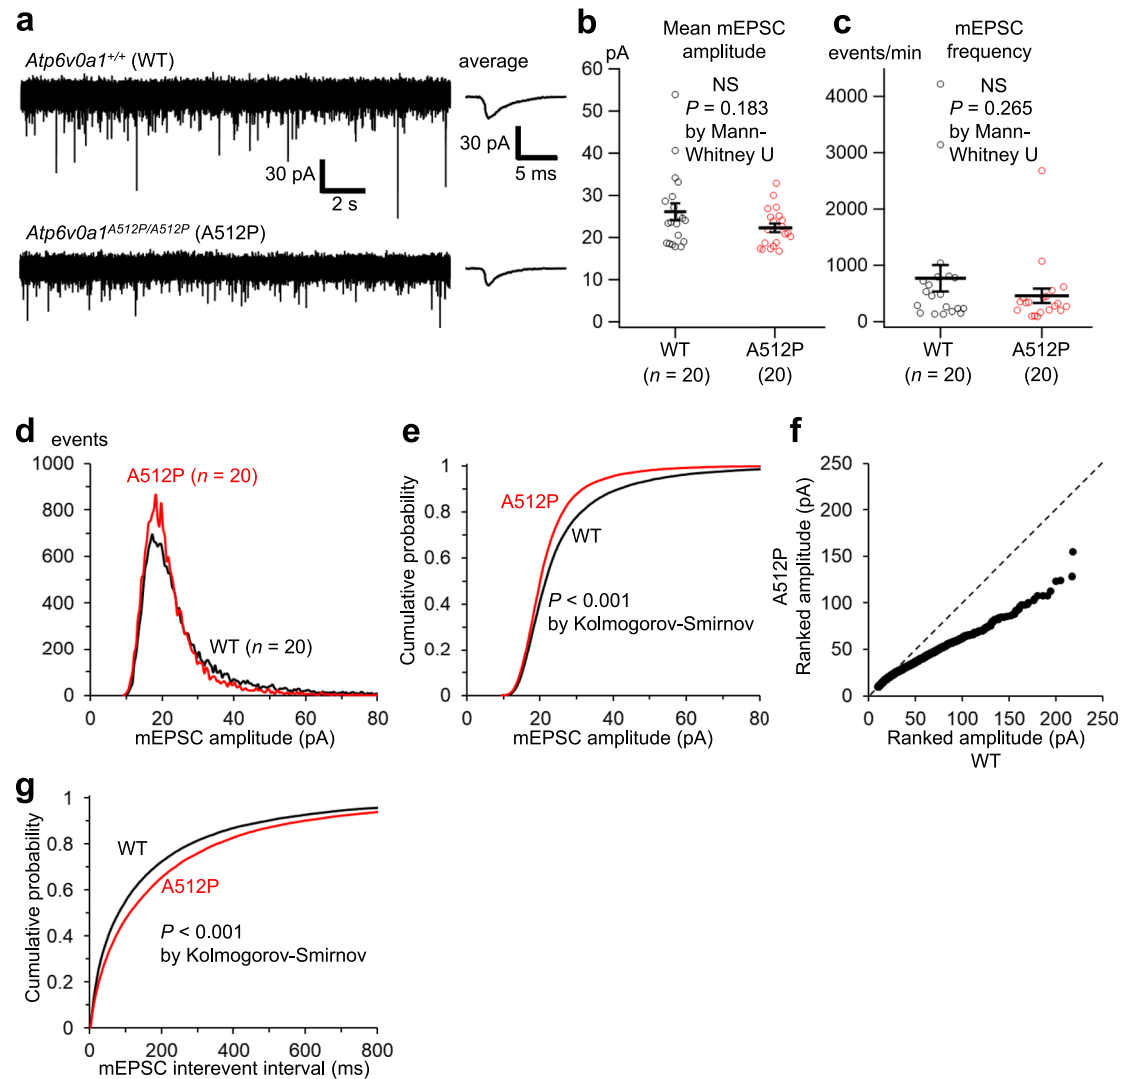 a
Atp6v0a1+/+ (WT)
average
30 pA
2 s
30 pA
5 ms
Atp6v0a1A512P/A512P (A512P)
b
Mean mEPSC
amplitude
pA
60
50
40
30
20
10
0
NS
P = 0.183
by Mann-
Whitney U
WT
(n = 20)
A512P
(20)
c
mEPSC
frequency
events/min
4000
3000
2000
1000
0
NS
P = 0.265
by Mann-
Whitney U
WT
(n = 20)
A512P
(20)
d
events
1000
800
600
400
200
0
A512P (n = 20)
WT (n = 20)
0 20 40 60 80
mEPSC amplitude (pA)
e
Cumulative probability
1
0.8
0.6
0.4
0.2
0
A512P
WT
P < 0.001
by Kolmogorov-Smirnov
0 20 40 60 80
mEPSC amplitude (pA)
f
A512P
Ranked amplitude (pA)
250
200
150
100
50
0
0 50 100 150 200 250
Ranked amplitude (pA)
WT
g
Cumulative probability
1
0.8
0.6
0.4
0.2
0
WT
A512P
P < 0.001
by Kolmogorov-Smirnov
0 200 400 600 800
mEPSC interevent interval (ms)